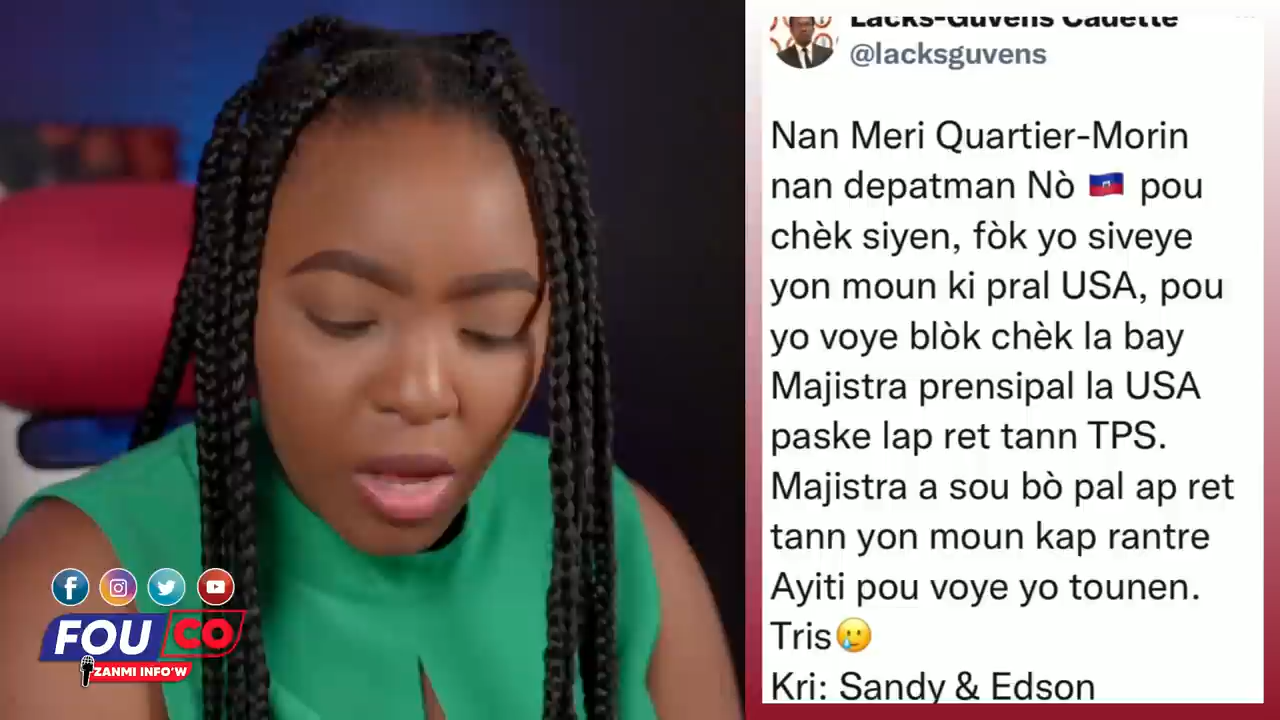 Lacks-Guvens Cadette
@lacksguvens
Nan Meri Quartier-Morin
nan depatman Nò 🇭🇹 pou
chèk siyen, fòk yo siveye
yon moun ki pral USA, pou
yo voye blòk chèk la bay
Majistra prensipal la USA
paske lap ret tann TPS.
Majistra a sou bò pal ap ret
tann yon moun kap rantre
Ayiti pou voye yo tounen.
Tris🥲
Kri: Sandy & Edson
FOU CO
ZANMI INFO'W